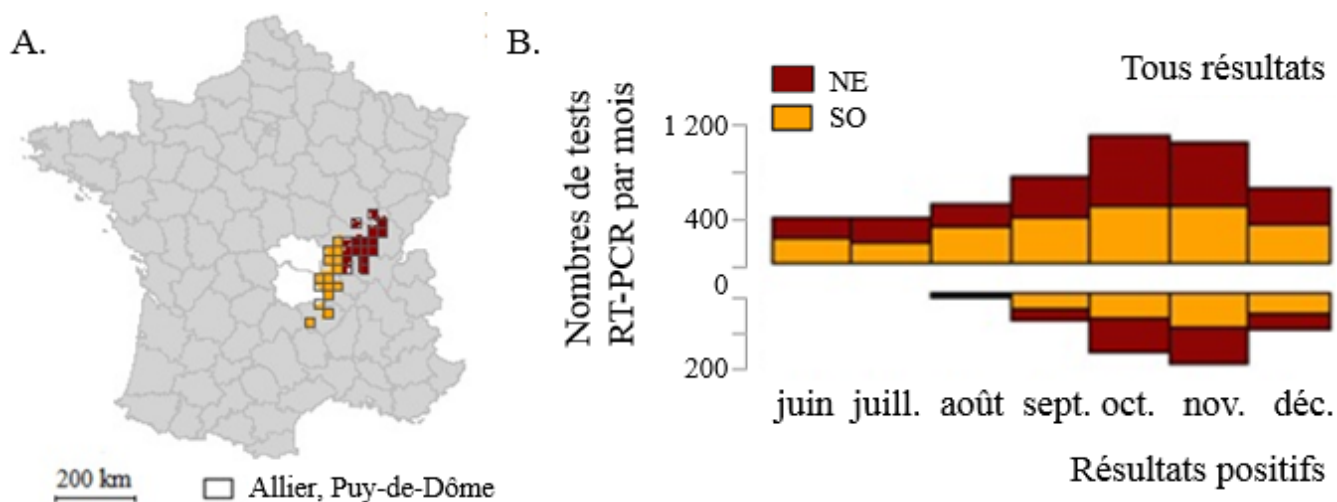 A.
200 km
Allier, Puy-de-Dôme
B.
NE
SO
Tous résultats
Nombres de tests
RT-PCR par mois
1 200
400
0
200
juin juill. août sept. oct. nov. déc.
Résultats positifs